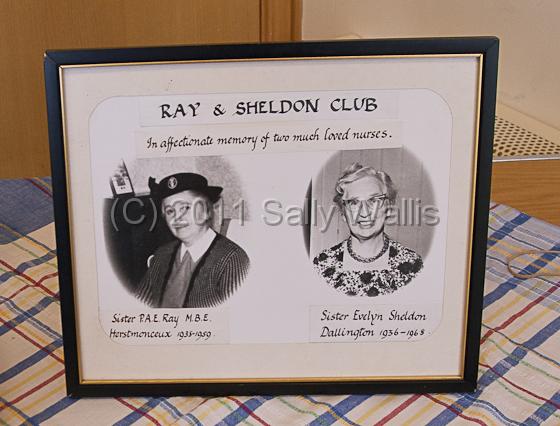 RAY & SHELDON CLUB
In affectionate memory of two much loved nurses.
(C) 2011 Sally Wallis
Sister P.A.E. Ray M.B.E.
Herstmonceux 1935-1959.
Sister Evelyn Sheldon
Dallington 1936-1968.